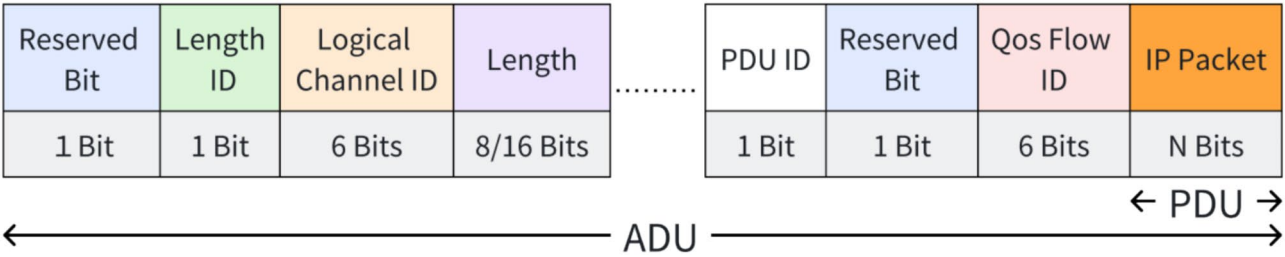 Reserved Bit
Length ID
Logical Channel ID
Length
.........
PDU ID
Reserved Bit
Qos Flow ID
IP Packet
1 Bit
1 Bit
6 Bits
8/16 Bits
1 Bit
1 Bit
6 Bits
N Bits
PDU
ADU